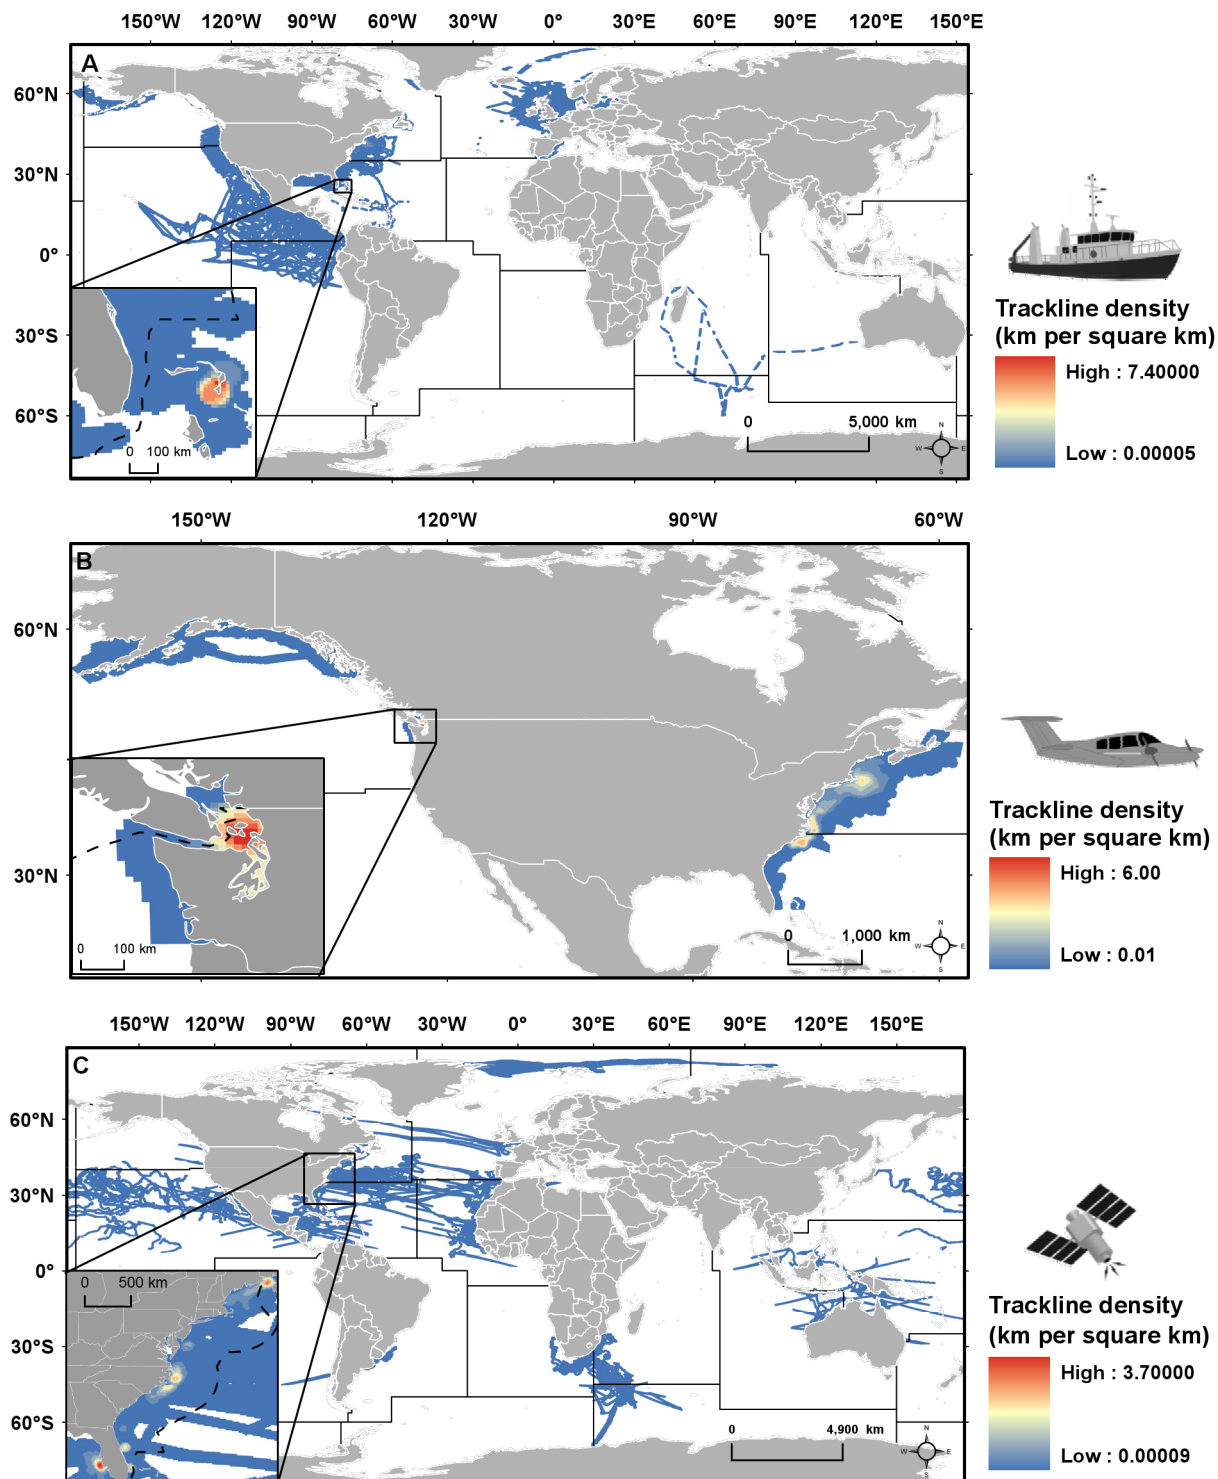 150°W 120°W 90°W 60°W 30°W 0° 30°E 60°E 90°E 120°E 150°E
A
60°N
30°N
0°
30°S
60°S
0 100 km
0 5,000 km
N
W E
S
Trackline density
(km per square km)
High : 7.40000
Low : 0.00005
150°W 120°W 90°W 60°W
B
60°N
30°N
0 100 km
0 1,000 km
N
W E
S
Trackline density
(km per square km)
High : 6.00
Low : 0.01
150°W 120°W 90°W 60°W 30°W 0° 30°E 60°E 90°E 120°E 150°E
C
60°N
30°N
0°
30°S
60°S
0 500 km
0 4,900 km
N
W E
S
Trackline density
(km per square km)
High : 3.70000
Low : 0.00009